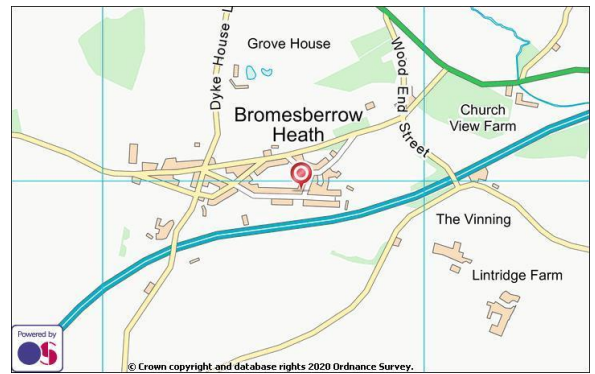 Dyke House L
Grove House
Wood End Street
Church
View Farm
Bromesberrow
Heath
The Vinning
Lintridge Farm
Powered by
OS
© Crown copyright and database rights 2020 Ordnance Survey.